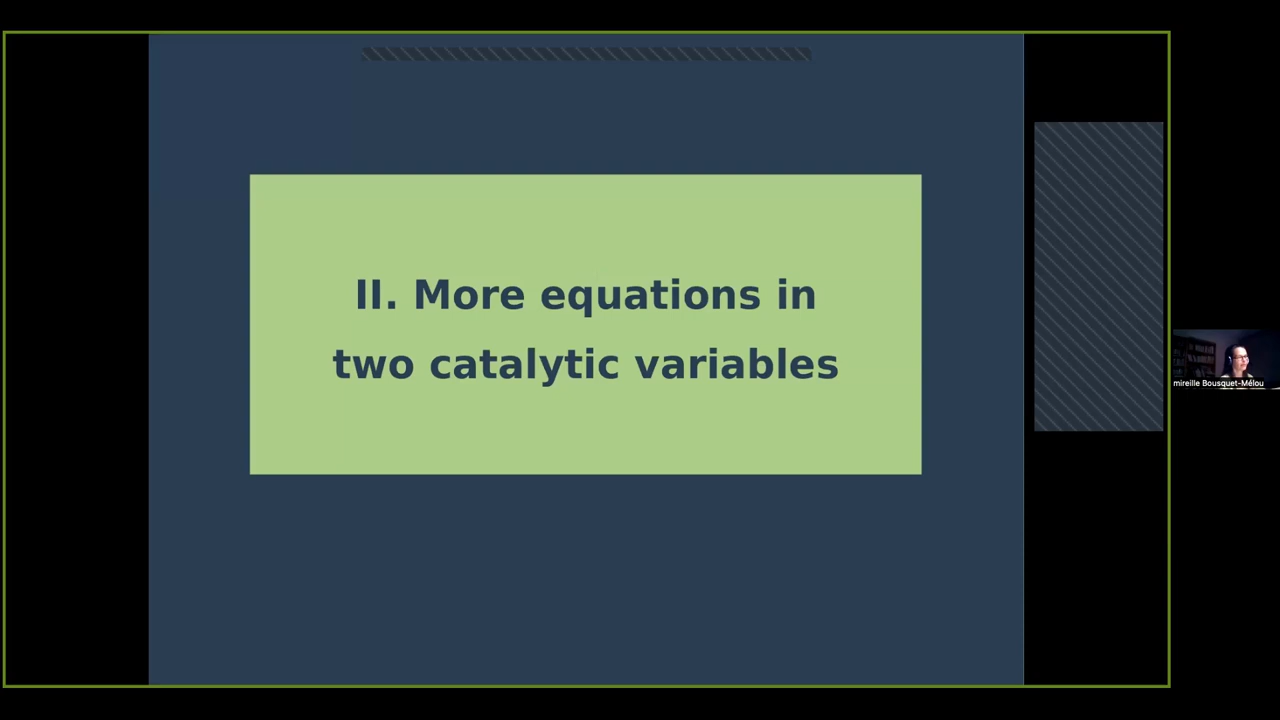 II. More equations in
two catalytic variables
mireille Bousquet-Mélou